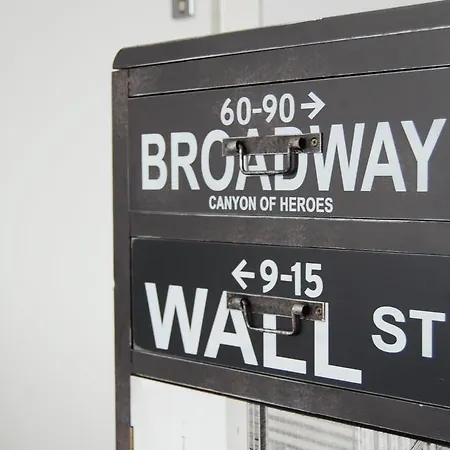 60-90 →
BROADWAY
CANYON OF HEROES
← 9-15
WALL ST